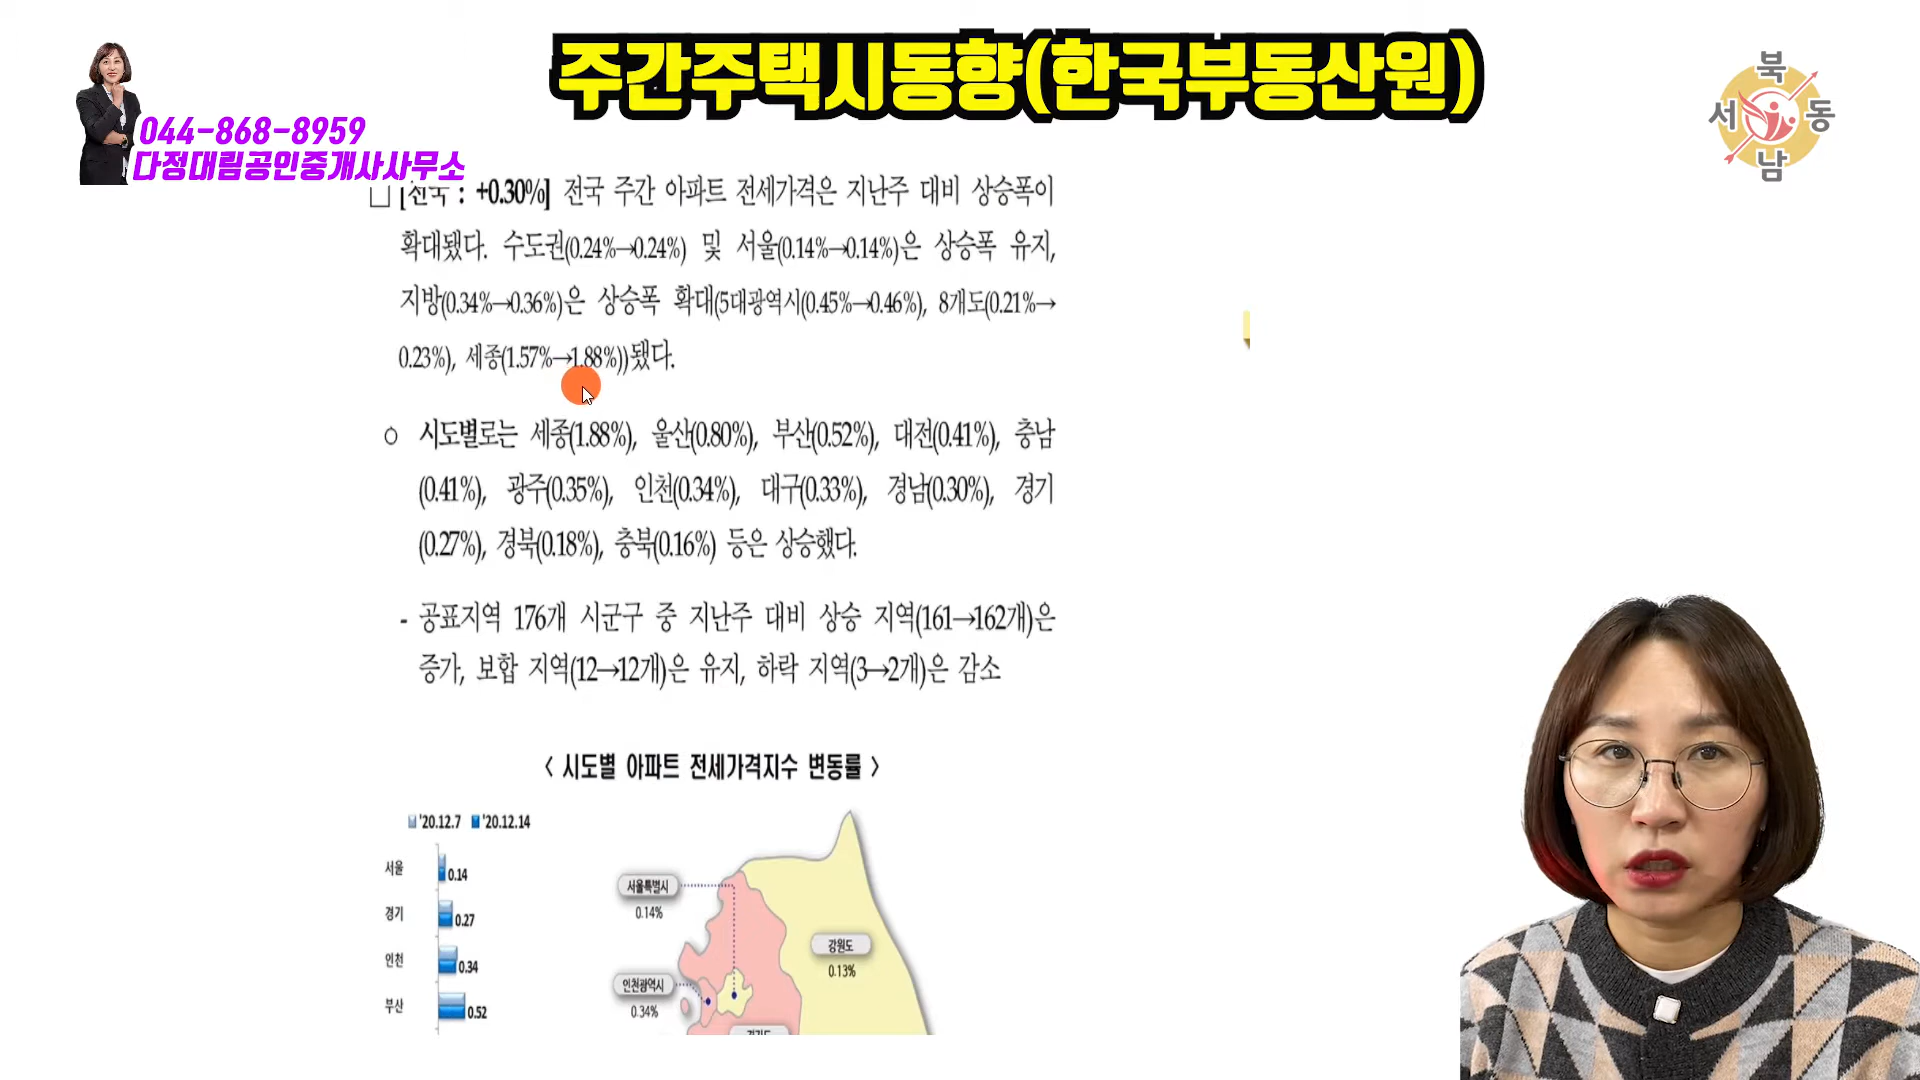 주간주택시동향(한국부동산원)
044-868-8959
다정대림공인중개사사무소
북
서 동
남
□ [전국 : +0.30%] 전국 주간 아파트 전세가격은 지난주 대비 상승폭이
확대됐다. 수도권(0.24%→0.24%) 및 서울(0.14%→0.14%)은 상승폭 유지,
지방(0.34%→0.36%)은 상승폭 확대(5대광역시(0.45%→0.46%), 8개도(0.21%→
0.23%), 세종(1.57%→1.88%))됐다.
○ 시도별로는 세종(1.88%), 울산(0.80%), 부산(0.52%), 대전(0.41%), 충남
(0.41%), 광주(0.35%), 인천(0.34%), 대구(0.33%), 경남(0.30%), 경기
(0.27%), 경북(0.18%), 충북(0.16%) 등은 상승했다.
- 공표지역 176개 시군구 중 지난주 대비 상승 지역(161→162개)은
증가, 보합 지역(12→12개)은 유지, 하락 지역(3→2개)은 감소
< 시도별 아파트 전세가격지수 변동률 >
'20.12.7 '20.12.14
서울 0.14
경기 0.27
인천 0.34
부산 0.52
서울특별시
0.14%
강원도
0.13%
인천광역시
0.34%
경기도